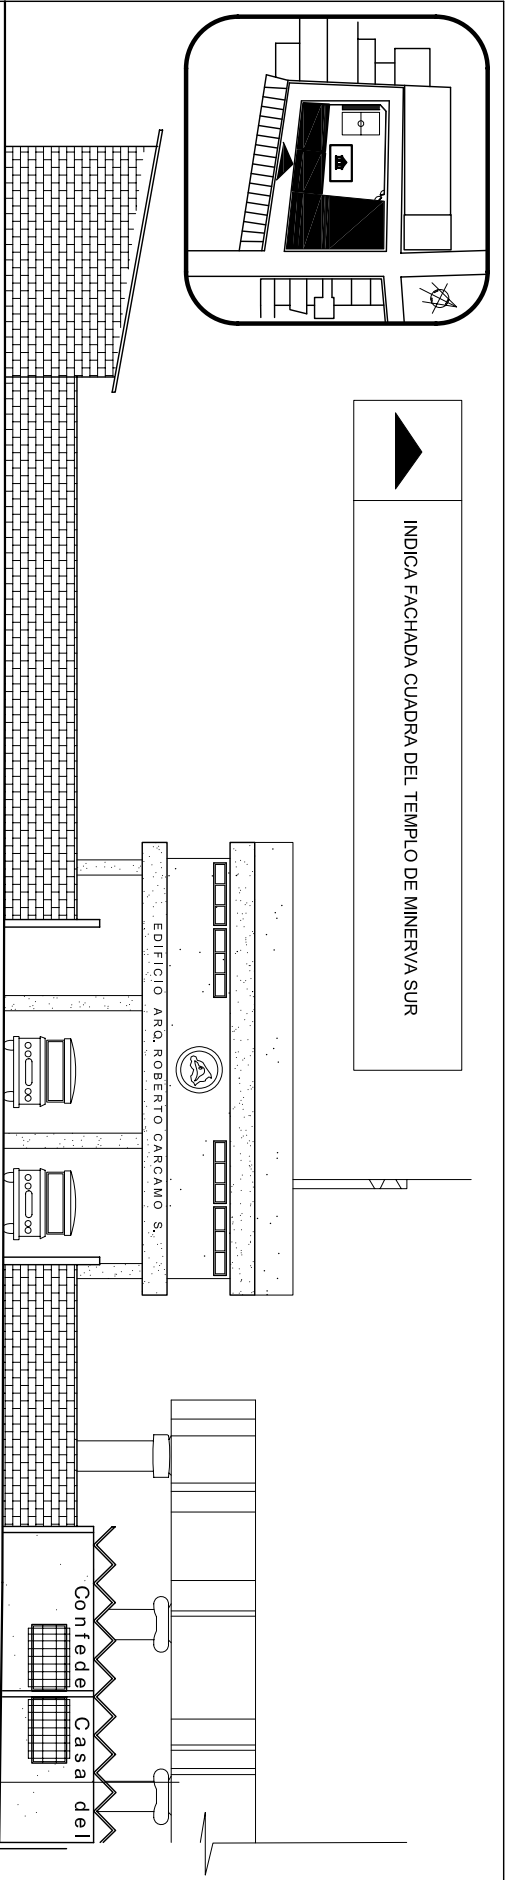 INDICA FACHADA CUADRA DEL TEMPLO DE MINERVA SUR
EDIFICIO ARQ. ROBERTO CARCAMO S.
Confede Casa del